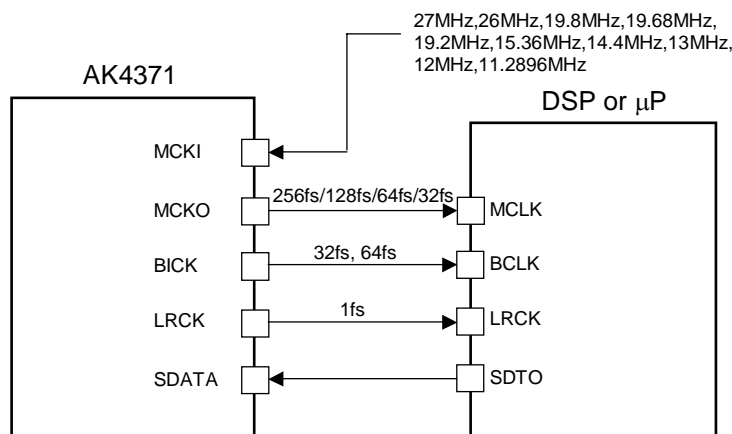 27MHz,26MHz,19.8MHz,19.68MHz,
19.2MHz,15.36MHz,14.4MHz,13MHz,
12MHz,11.2896MHz
AK4371
DSP or μP
MCKI
MCKO
256fs/128fs/64fs/32fs
MCLK
BICK
32fs, 64fs
BCLK
LRCK
1fs
LRCK
SDATA
SDTO